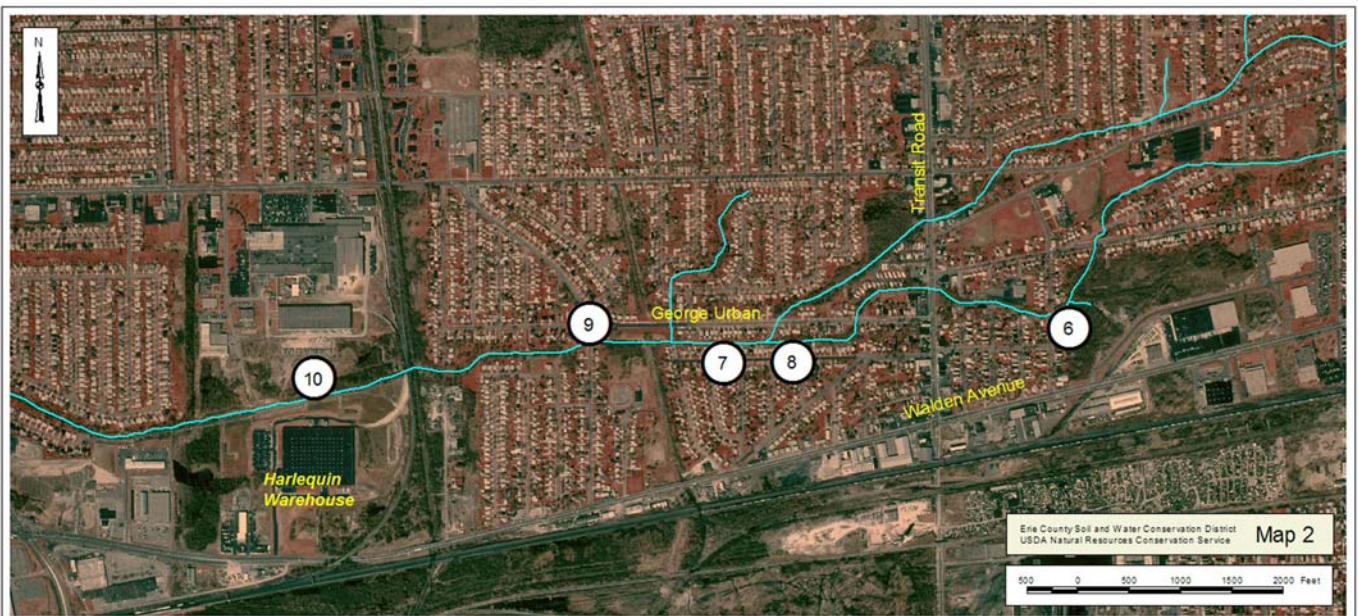 N
Transit Road
George Urban
9
6
7
8
10
Walden Avenue
Harlequin
Warehouse
Erie County Soil and Water Conservation District
USDA Natural Resources Conservation Service
Map 2
500 0 500 1000 1500 2000 Feet